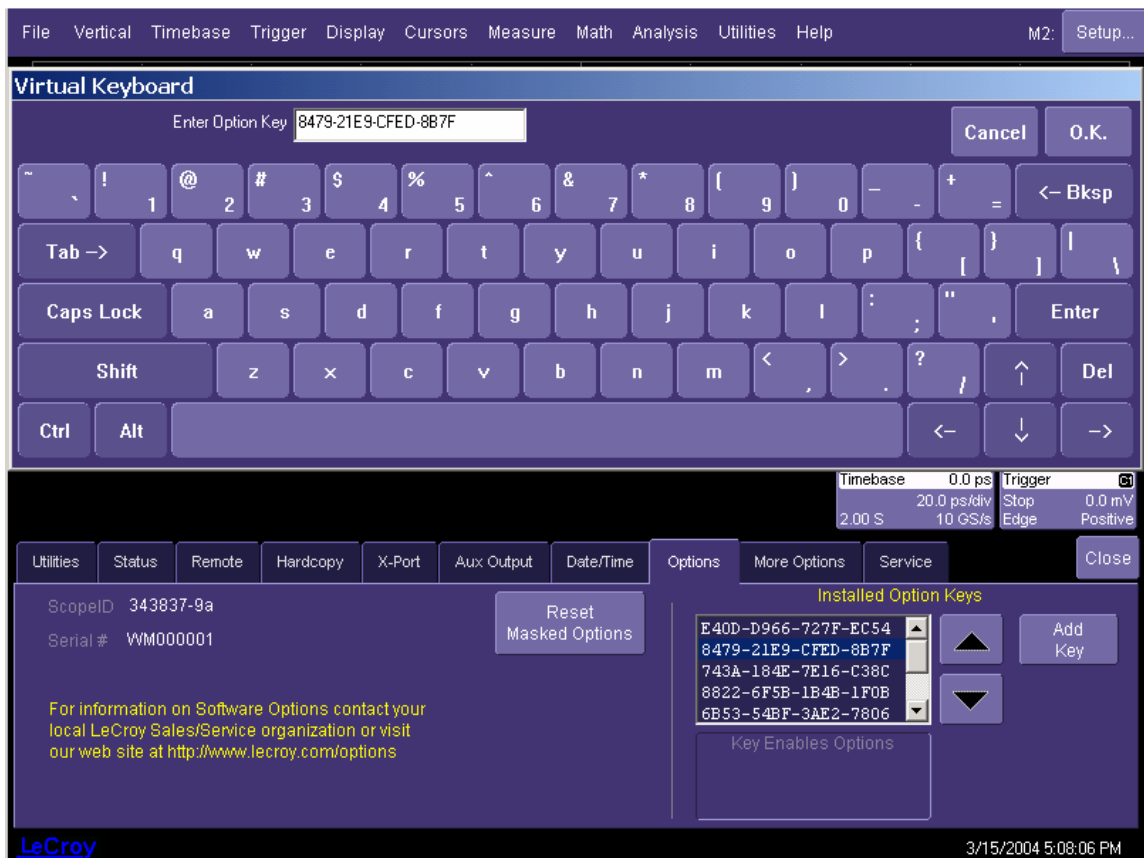 File Vertical Timebase Trigger Display Cursors Measure Math Analysis Utilities Help M2: Setup...
Virtual Keyboard
Enter Option Key 8479-21E9-CFED-8B7F Cancel O.K.
~ ` ! 1 @ 2 # 3 $ 4 % 5 ^ 6 & 7 * 8 ( 9 ) 0 _ - + = <– Bksp
Tab –> q w e r t y u i o p { [ } ] | \
Caps Lock a s d f g h j k l : ; " ' Enter
Shift z x c v b n m < , > . ? / ↑ Del
Ctrl Alt <– ↓ –>
Timebase 0.0 ps Trigger C1
20.0 ps/div Stop 0.0 mV
2.00 S 10 GS/s Edge Positive
Utilities Status Remote Hardcopy X-Port Aux Output Date/Time Options More Options Service Close
ScopeID 343837-9a
Serial # WM000001
Reset
Masked Options
For information on Software Options contact your
local LeCroy Sales/Service organization or visit
our web site at http://www.lecroy.com/options
Installed Option Keys
E40D-D966-727F-EC54
8479-21E9-CFED-8B7F
743A-184E-7E16-C38C
8822-6F5B-1B4B-1F0B
6B53-54BF-3AE2-7806
Add
Key
Key Enables Options
LeCroy 3/15/2004 5:08:06 PM